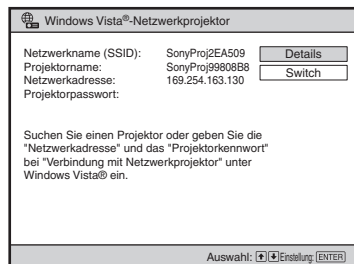 Windows Vista®-Netzwerkprojektor
Netzwerkname (SSID): SonyProj2EA509 Details
Projektorname: SonyProj99808B8 Switch
Netzwerkadresse: 169.254.163.130
Projektorpasswort:
Suchen Sie einen Projektor oder geben Sie die
"Netzwerkadresse" und das "Projektorkennwort"
bei "Verbindung mit Netzwerkprojektor" unter
Windows Vista® ein.
Auswahl: Einstellung: ENTER